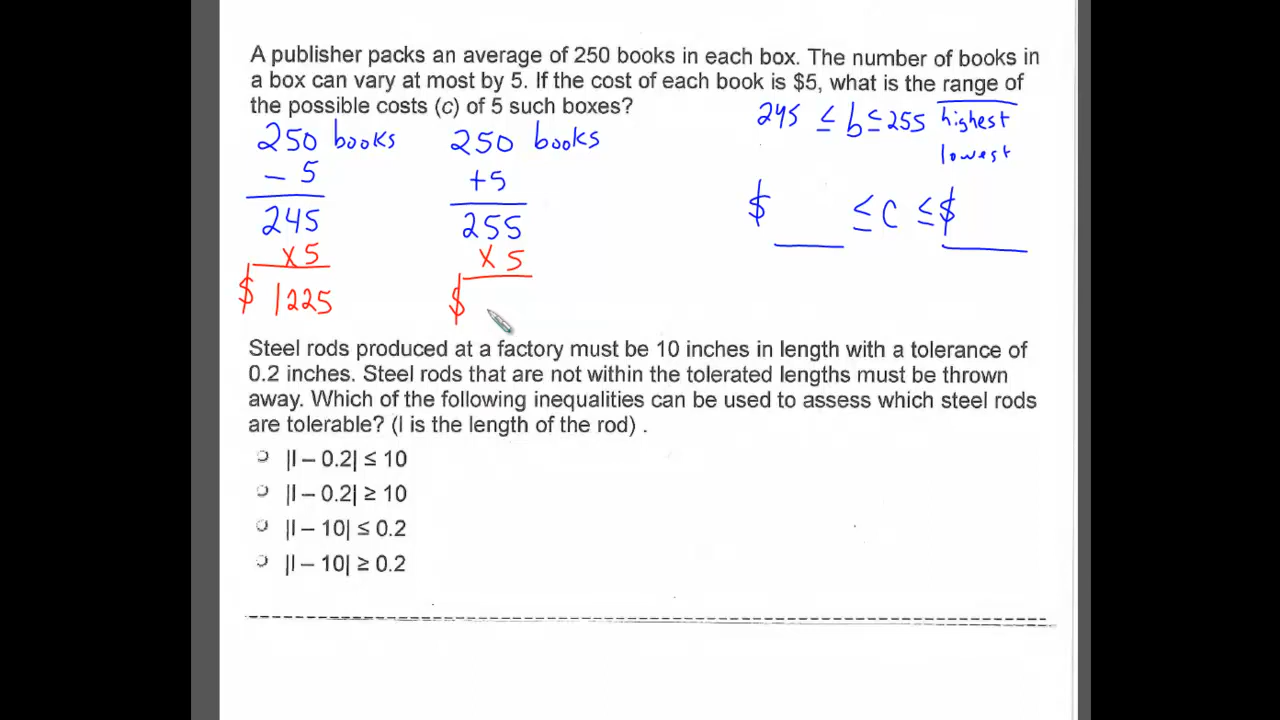 A publisher packs an average of 250 books in each box. The number of books in
a box can vary at most by 5. If the cost of each book is $5, what is the range of
the possible costs (c) of 5 such boxes?
245 ≤ b ≤ 255 highest
lowest
250 books
- 5
245
x 5
$ 1225
250 books
+5
255
x 5
$
$ ___ ≤ C ≤ $ ___
Steel rods produced at a factory must be 10 inches in length with a tolerance of
0.2 inches. Steel rods that are not within the tolerated lengths must be thrown
away. Which of the following inequalities can be used to assess which steel rods
are tolerable? (l is the length of the rod) .
|l – 0.2| ≤ 10
|l – 0.2| ≥ 10
|l – 10| ≤ 0.2
|l – 10| ≥ 0.2